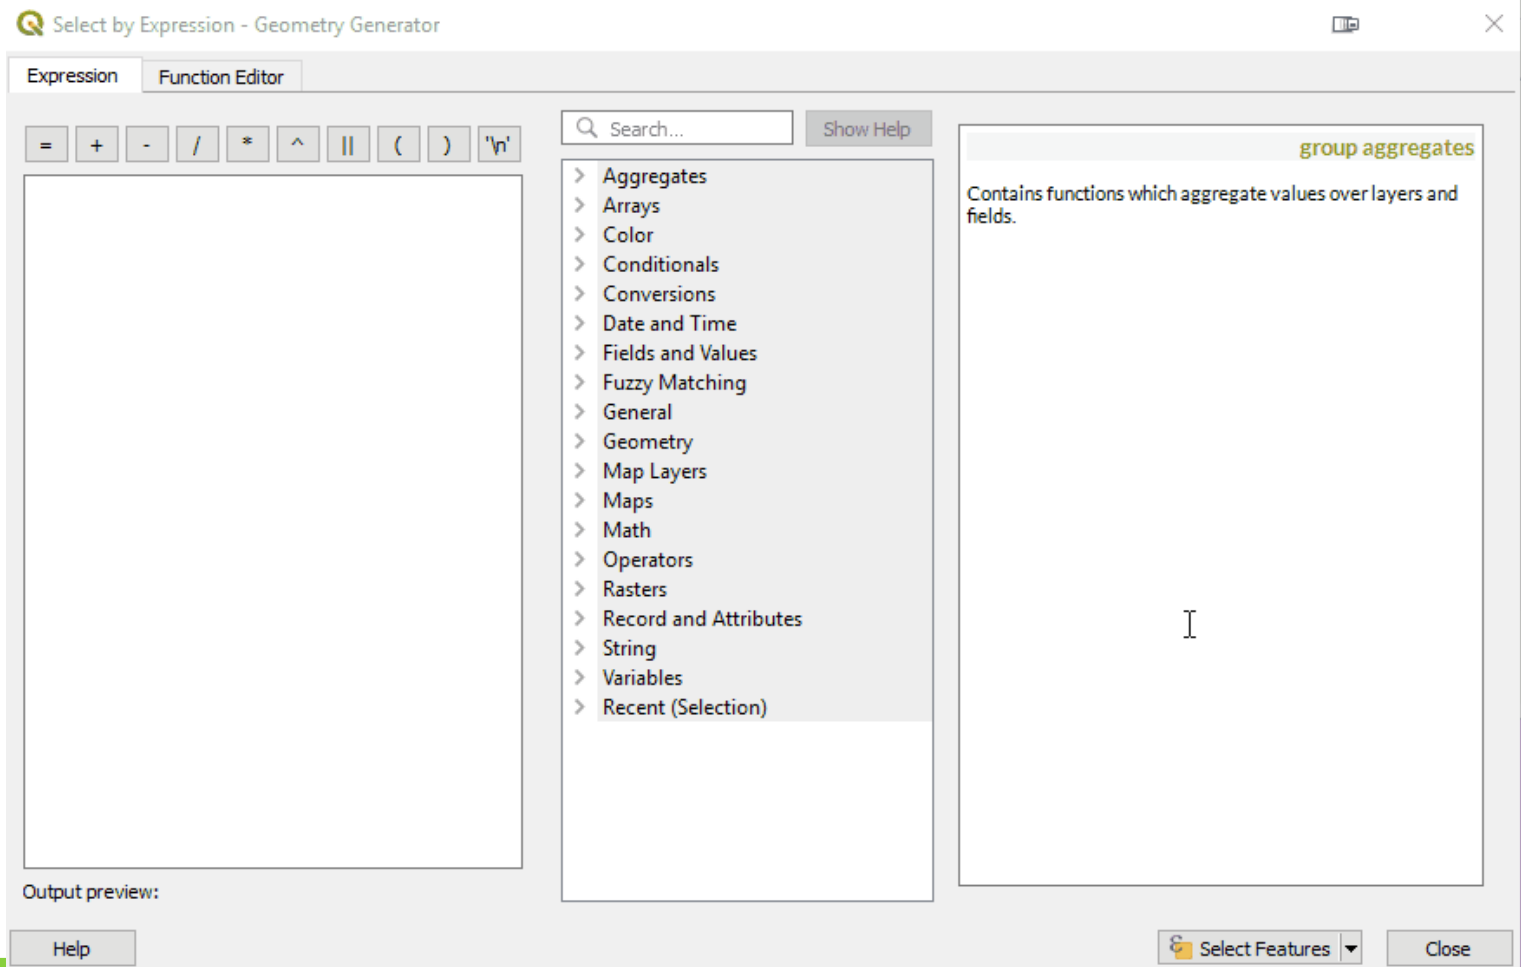 Select by Expression - Geometry Generator
Expression
Function Editor
= + - / * ^ || ( ) '\n'
Search...
Show Help
Aggregates
Arrays
Color
Conditionals
Conversions
Date and Time
Fields and Values
Fuzzy Matching
General
Geometry
Map Layers
Maps
Math
Operators
Rasters
Record and Attributes
String
Variables
Recent (Selection)
group aggregates
Contains functions which aggregate values over layers and
fields.
Output preview:
Help
Select Features
Close